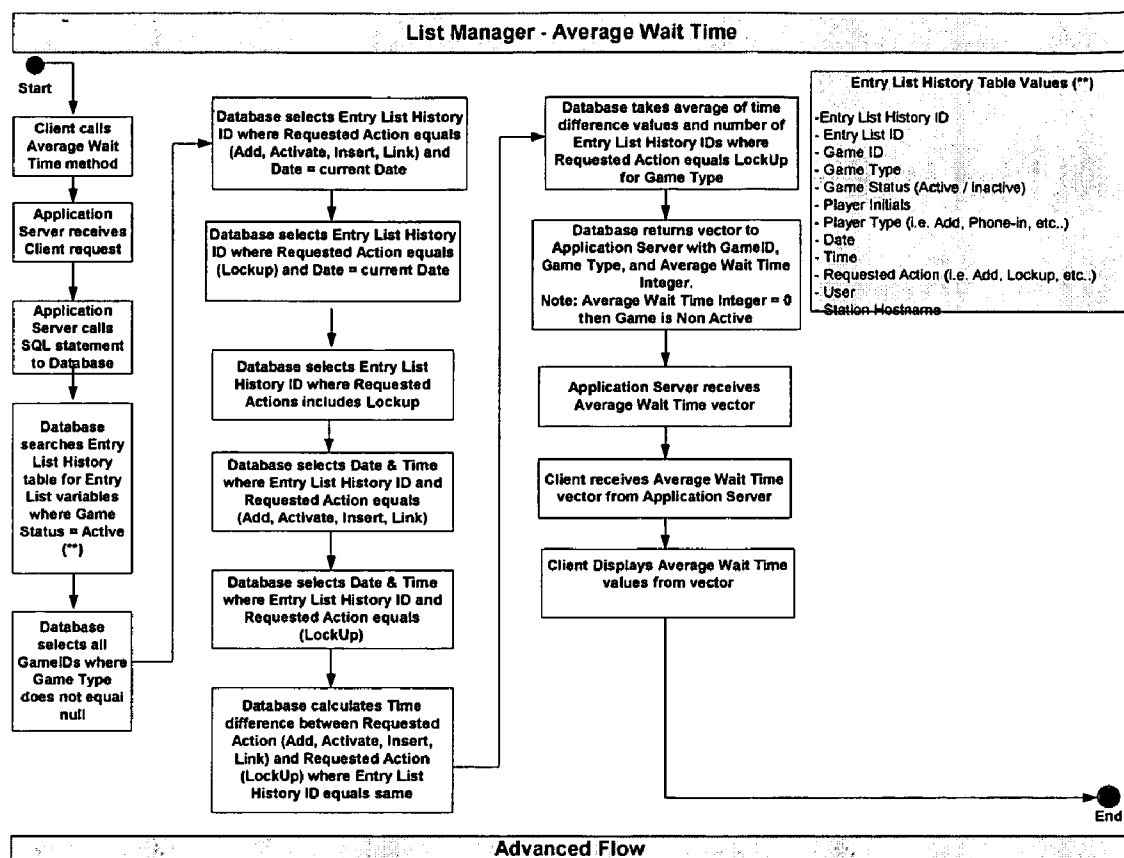 List Manager - Average Wait Time
Start
Client calls
Average Wait
Time method
Application
Server receives
Client request
Application
Server calls
SQL statement
to Database
Database
searches Entry
List History
table for Entry
List variables
where Game
Status = Active
(**)
Database
selects all
GameIDs where
Game Type
does not equal
null
Database selects Entry List History
ID where Requested Action equals
(Add, Activate, Insert, Link) and
Date = current Date
Database selects Entry List History
ID where Requested Action equals
(Lockup) and Date = current Date
Database selects Entry List
History ID where Requested
Actions includes Lockup
Database selects Date & Time
where Entry List History ID and
Requested Action equals
(Add, Activate, Insert, Link)
Database selects Date & Time
where Entry List History ID and
Requested Action equals
(LockUp)
Database calculates Time
difference between Requested
Action (Add, Activate, Insert,
Link) and Requested Action
(LockUp) where Entry List
History ID equals same
Database takes average of time
difference values and number of
Entry List History IDs where
Requested Action equals LockUp
for Game Type
Database returns vector to
Application Server with GameID,
Game Type, and Average Wait Time
Integer.
Note: Average Wait Time Integer = 0
then Game is Non Active
Application Server receives
Average Wait Time vector
Client receives Average Wait Time
vector from Application Server
Client Displays Average Wait Time
values from vector
Entry List History Table Values (**)
-Entry List History ID
- Entry List ID
- Game ID
- Game Type
- Game Status (Active / Inactive)
- Player Initials
- Player Type (i.e. Add, Phone-in, etc..)
- Date
- Time
- Requested Action (i.e. Add, Lockup, etc..)
- User
- Station Hostname
End
Advanced Flow